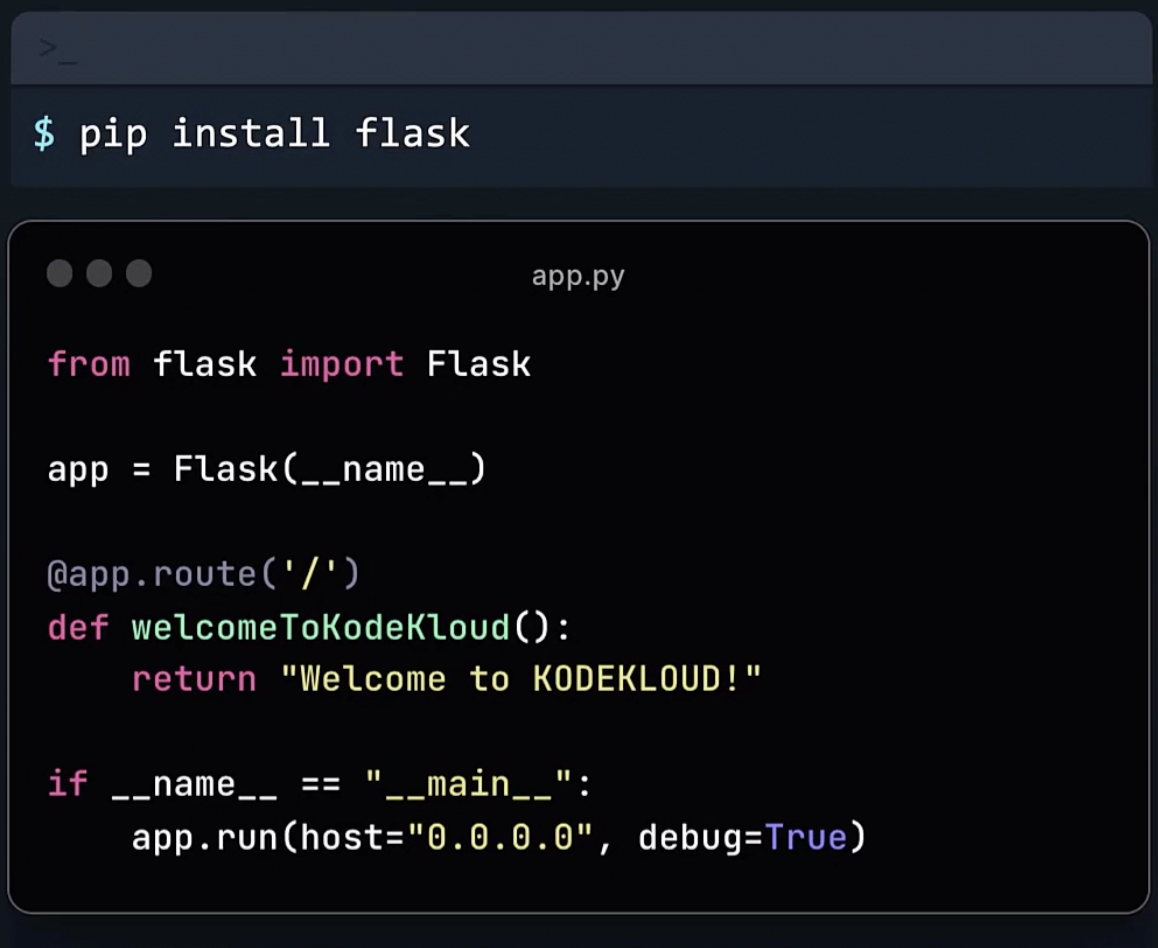 >_
$ pip install flask
app.py
from flask import Flask
app = Flask(__name__)
@app.route('/')
def welcomeToKodeKloud():
    return "Welcome to KODEKLOUD!"
if __name__ == "__main__":
    app.run(host="0.0.0.0", debug=True)